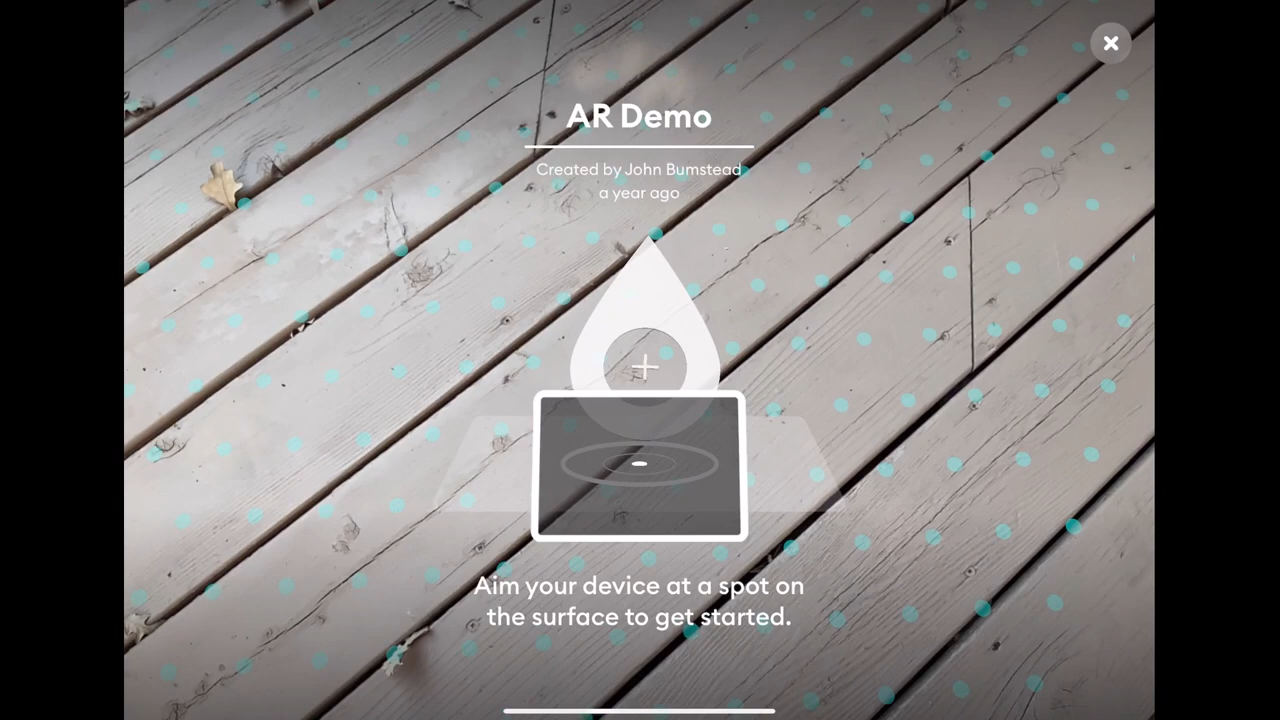 AR Demo
Created by John Bumstead
a year ago
Aim your device at a spot on
the surface to get started.